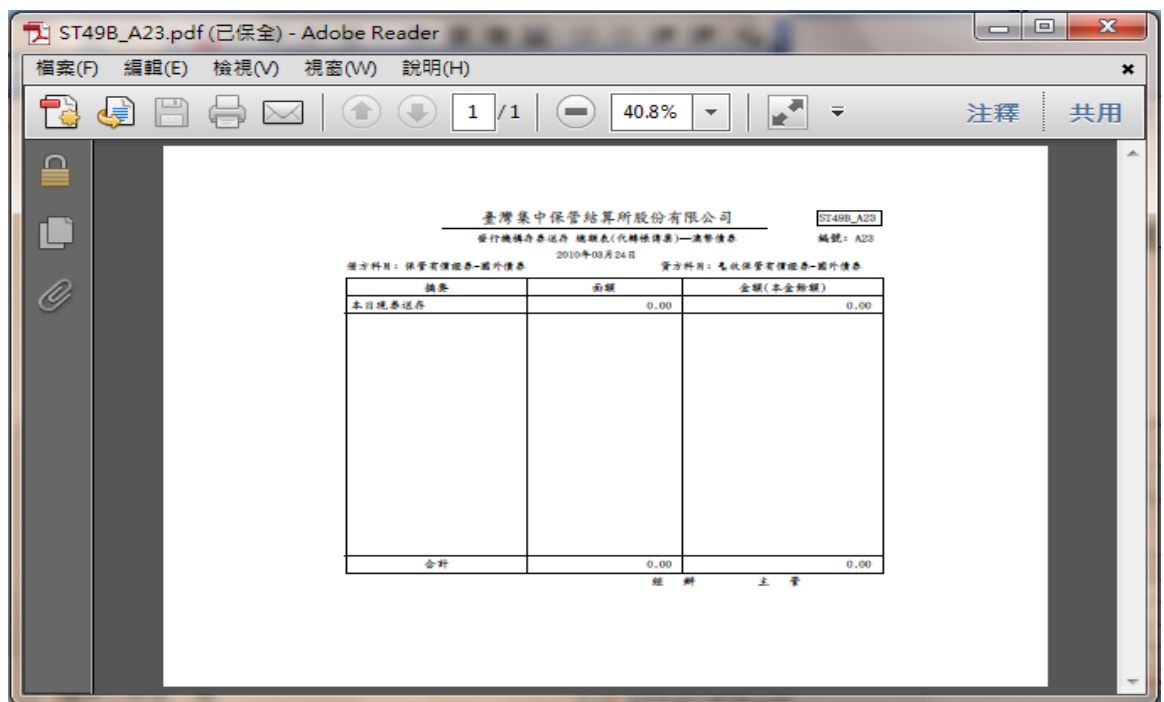 ST49B_A23.pdf (已保全) - Adobe Reader
檔案(F) 編輯(E) 檢視(V) 視窗(W) 說明(H)
1 /1 40.8% 注釋 共用
臺灣集中保管結算所股份有限公司 ST49B_A23
發行機構存券送存 總額表(代轉帳傳票)—澳幣債券 編號: A23
2010年03月24日
借方科目: 保管有價證券-國外債券 貸方科目: 收保管有價證券-國外債券
摘要 面額 金額(本金餘額)
本日現券送存 0.00 0.00
合計 0.00 0.00
經 辦 主 管